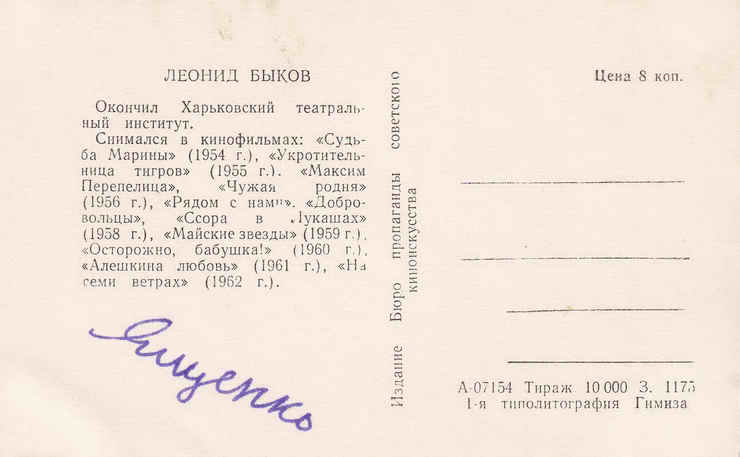 ЛЕОНИД БЫКОВ
Окончил Харьковский театраль-
ный институт.
Снимался в кинофильмах: «Судь-
ба Марины» (1954 г.), «Укротитель-
ница тигров» (1955 г.). «Максим
Перепелица», «Чужая родня»
(1956 г.), «Рядом с нами». «Добро-
вольцы», «Ссора в Лукашах»
(1958 г.), «Майские звезды» (1959 г.),
«Осторожно, бабушка!» (1960 г.),
«Алешкина любовь» (1961 г.), «На
семи ветрах» (1962 г.).
Ященко
Издание Бюро пропаганды советского
киноискусства
Цена 8 коп.
А-07154 Тираж 10 000 З. 1175
1-я типолитография Гимиза